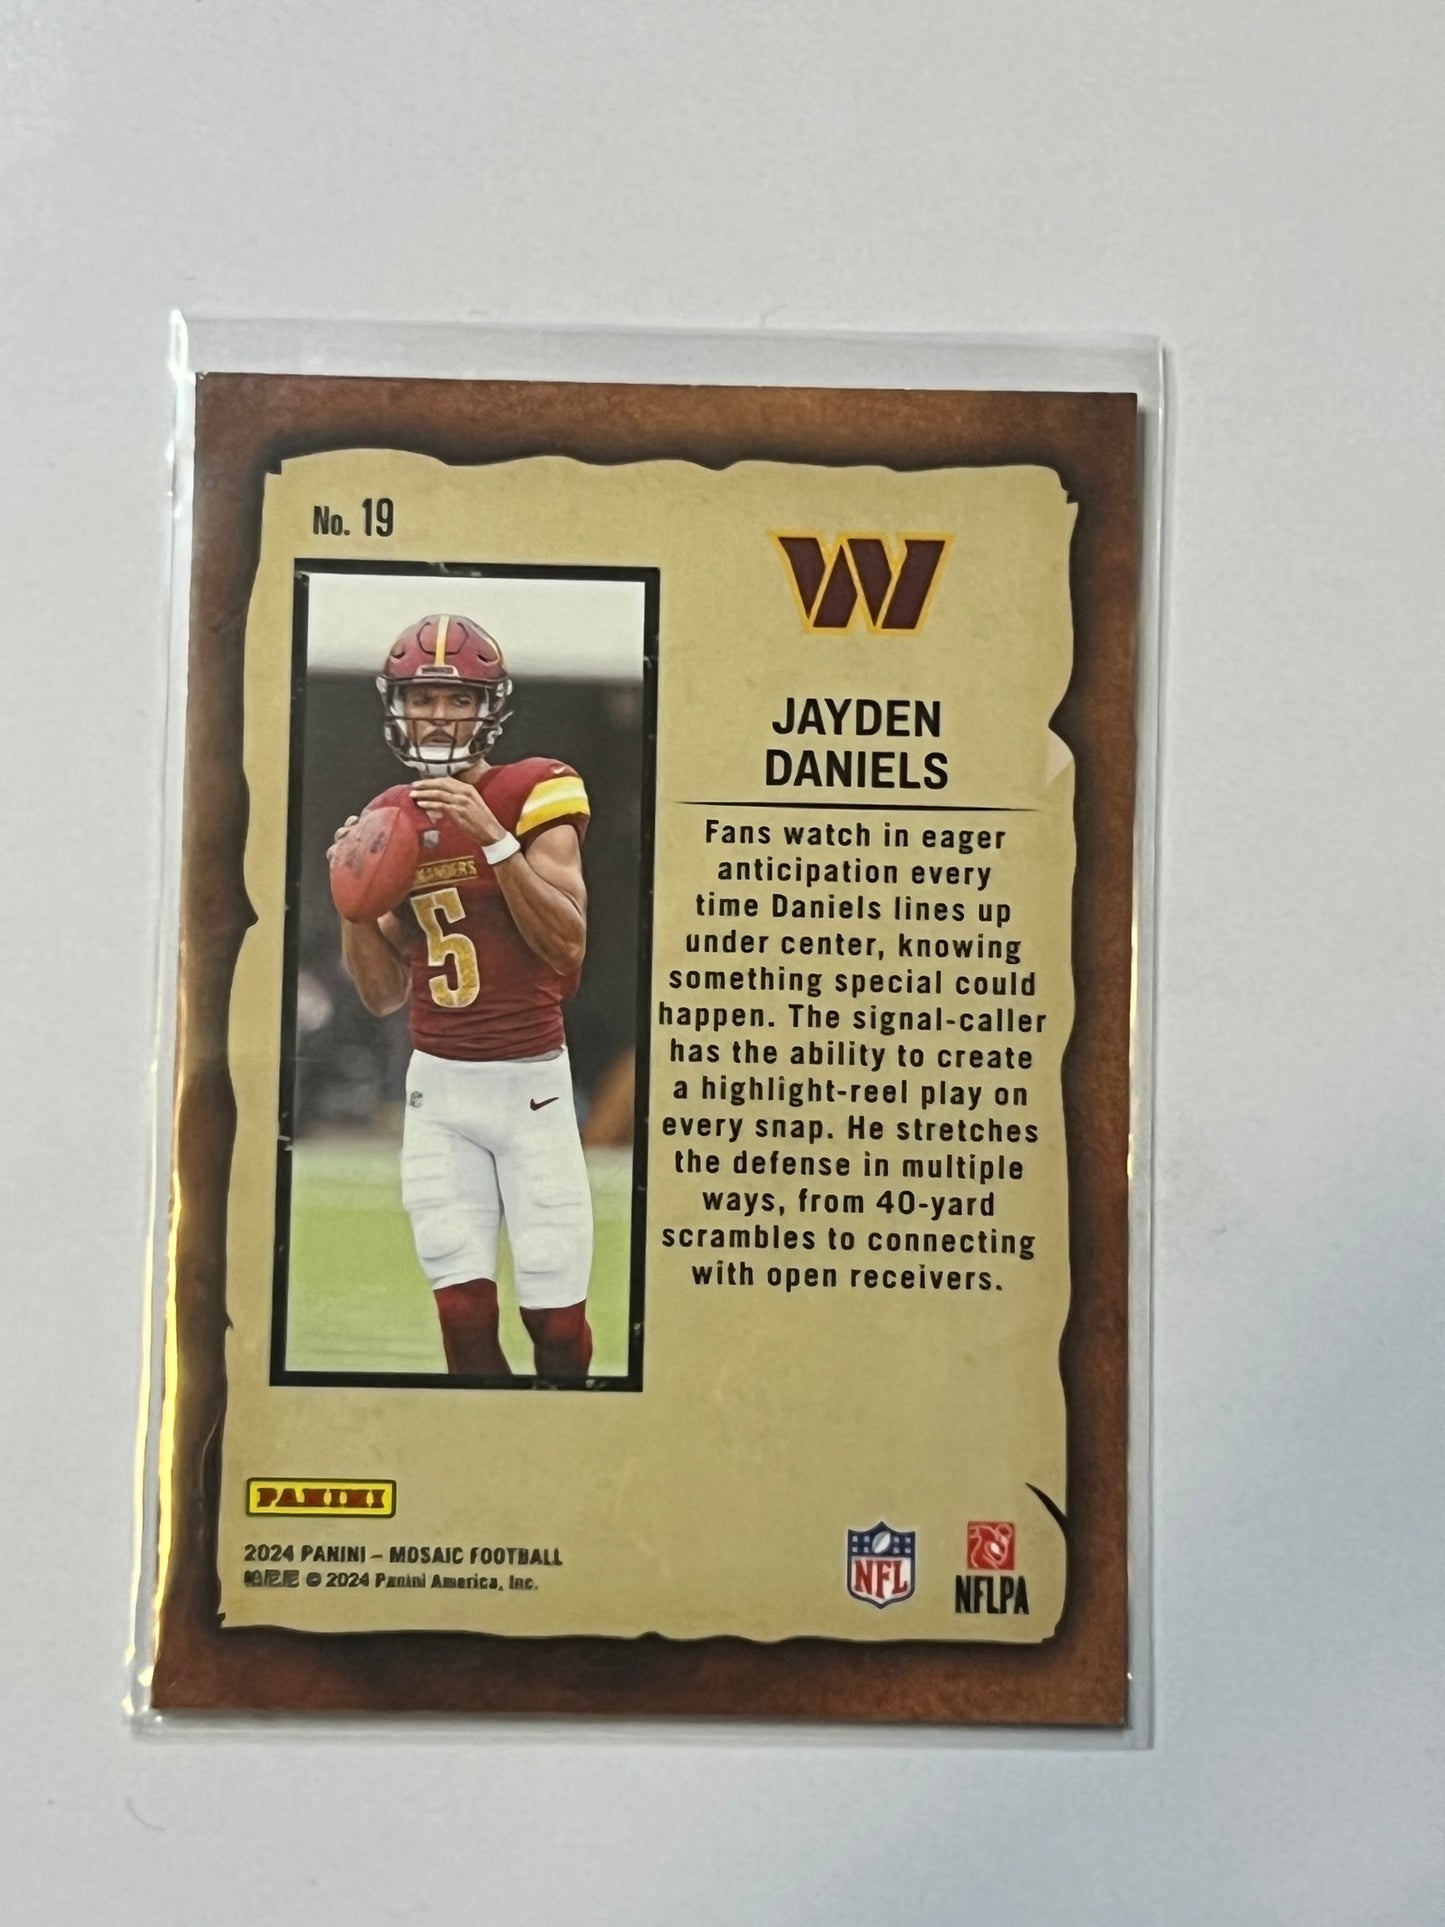 No. 19
W
JAYDEN
DANIELS
Fans watch in eager
anticipation every
time Daniels lines up
under center, knowing
something special could
happen. The signal-caller
has the ability to create
a highlight-reel play on
every snap. He stretches
the defense in multiple
ways, from 40-yard
scrambles to connecting
with open receivers.
5
PANINI
2024 PANINI – MOSAIC FOOTBALL
© 2024 Panini America, Inc.
NFL
NFLPA